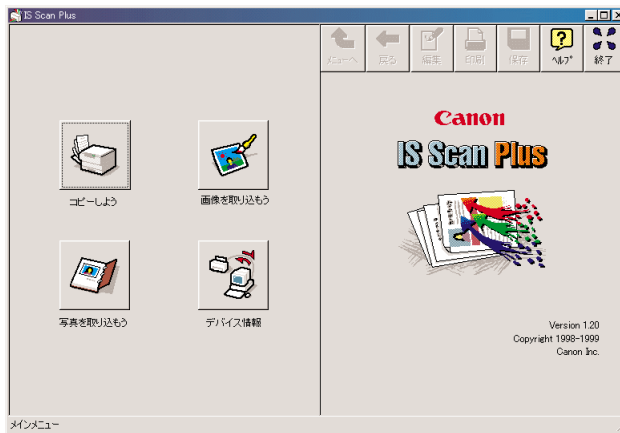 IS Scan Plus
メニューへ
戻る
編集
印刷
保存
ヘルプ
終了
コピーしよう
画像を取り込もう
写真を取り込もう
デバイス情報
Canon
IS Scan Plus
Version 1.20
Copyright 1998-1999
Canon Inc.
メインメニュー